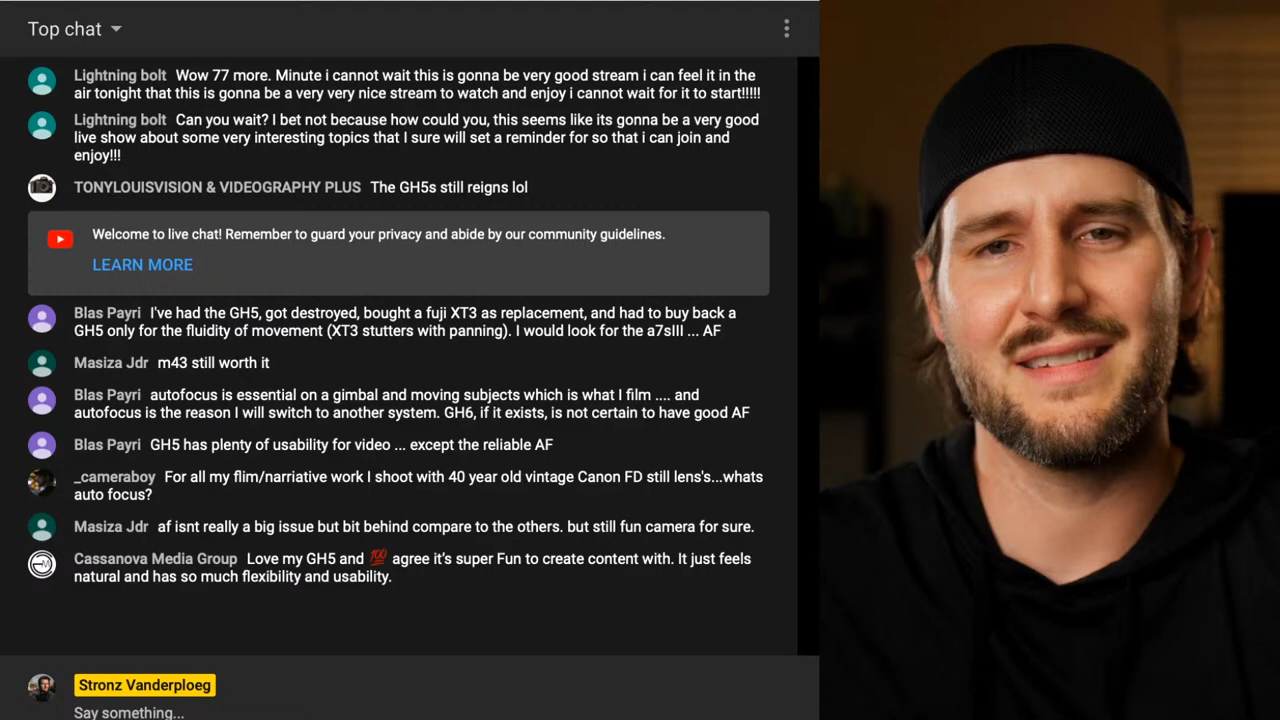 Top chat
Lightning bolt Wow 77 more. Minute i cannot wait this is gonna be very good stream i can feel it in the
air tonight that this is gonna be a very very nice stream to watch and enjoy i cannot wait for it to start!!!!!
Lightning bolt Can you wait? I bet not because how could you, this seems like its gonna be a very good
live show about some very interesting topics that I sure will set a reminder for so that i can join and
enjoy!!!
TONYLOUISVISION & VIDEOGRAPHY PLUS The GH5s still reigns lol
Welcome to live chat! Remember to guard your privacy and abide by our community guidelines.
LEARN MORE
Blas Payri I've had the GH5, got destroyed, bought a fuji XT3 as replacement, and had to buy back a
GH5 only for the fluidity of movement (XT3 stutters with panning). I would look for the a7sIII ... AF
Masiza Jdr m43 still worth it
Blas Payri autofocus is essential on a gimbal and moving subjects which is what I film .... and
autofocus is the reason I will switch to another system. GH6, if it exists, is not certain to have good AF
Blas Payri GH5 has plenty of usability for video ... except the reliable AF
_cameraboy For all my flim/narriative work I shoot with 40 year old vintage Canon FD still lens's...whats
auto focus?
Masiza Jdr af isnt really a big issue but bit behind compare to the others. but still fun camera for sure.
Cassanova Media Group Love my GH5 and 💯 agree it's super Fun to create content with. It just feels
natural and has so much flexibility and usability.
Stronz Vanderploeg
Say something...